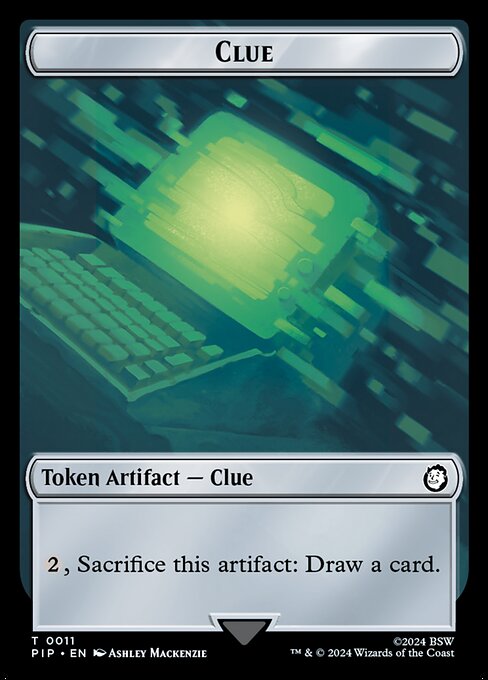 Clue
Token Artifact — Clue
2, Sacrifice this artifact: Draw a card.
T 0011
PIP • EN Ashley Mackenzie
©2024 BSW
™ & © 2024 Wizards of the Coast